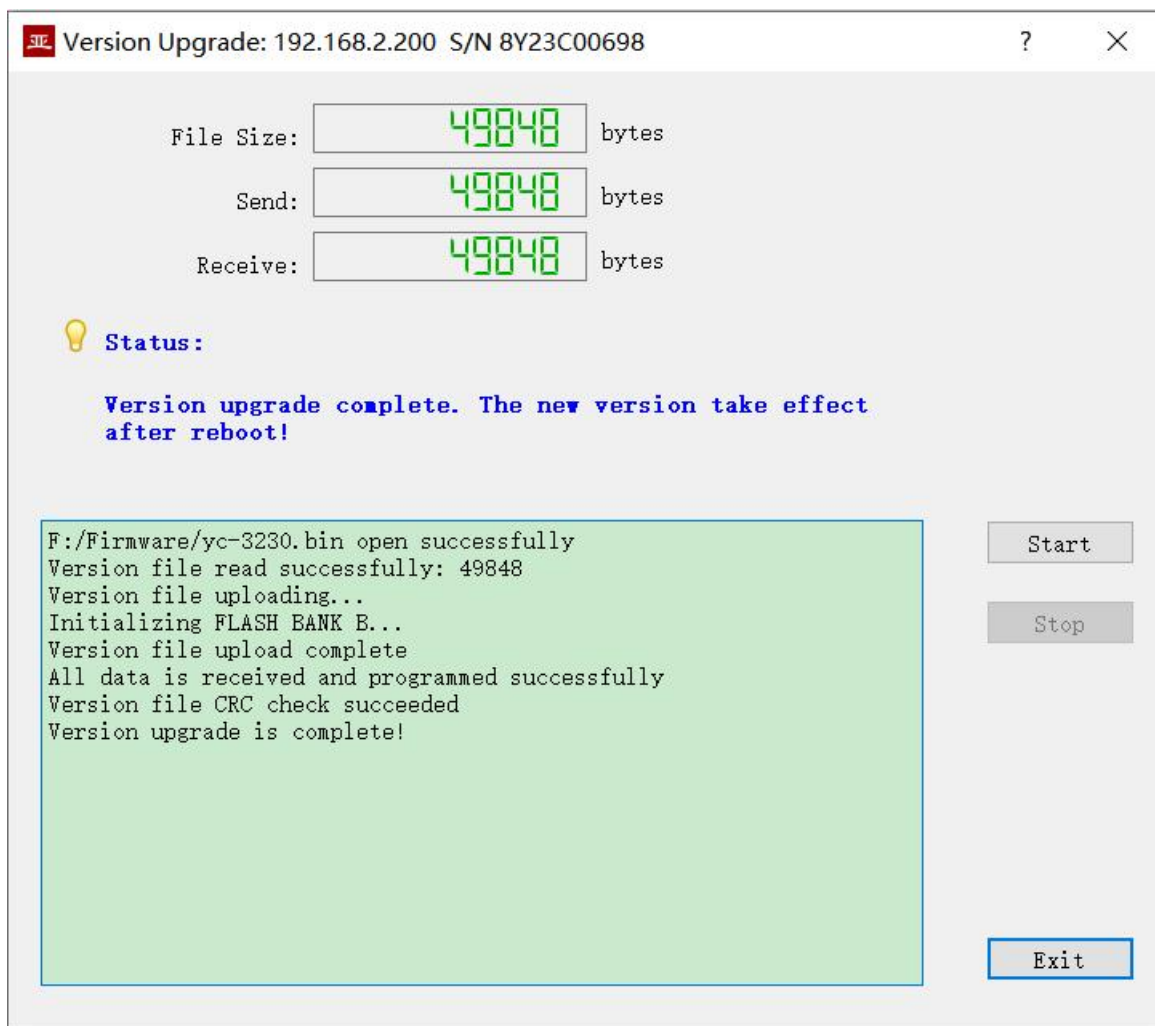 亚 Version Upgrade: 192.168.2.200 S/N 8Y23C00698 ?
File Size: 49848 bytes
Send: 49848 bytes
Receive: 49848 bytes
Status:
Version upgrade complete. The new version take effect
after reboot!
F:/Firmware/yc-3230.bin open successfully
Version file read successfully: 49848
Version file uploading...
Initializing FLASH BANK B...
Version file upload complete
All data is received and programmed successfully
Version file CRC check succeeded
Version upgrade is complete!
Start
Stop
Exit